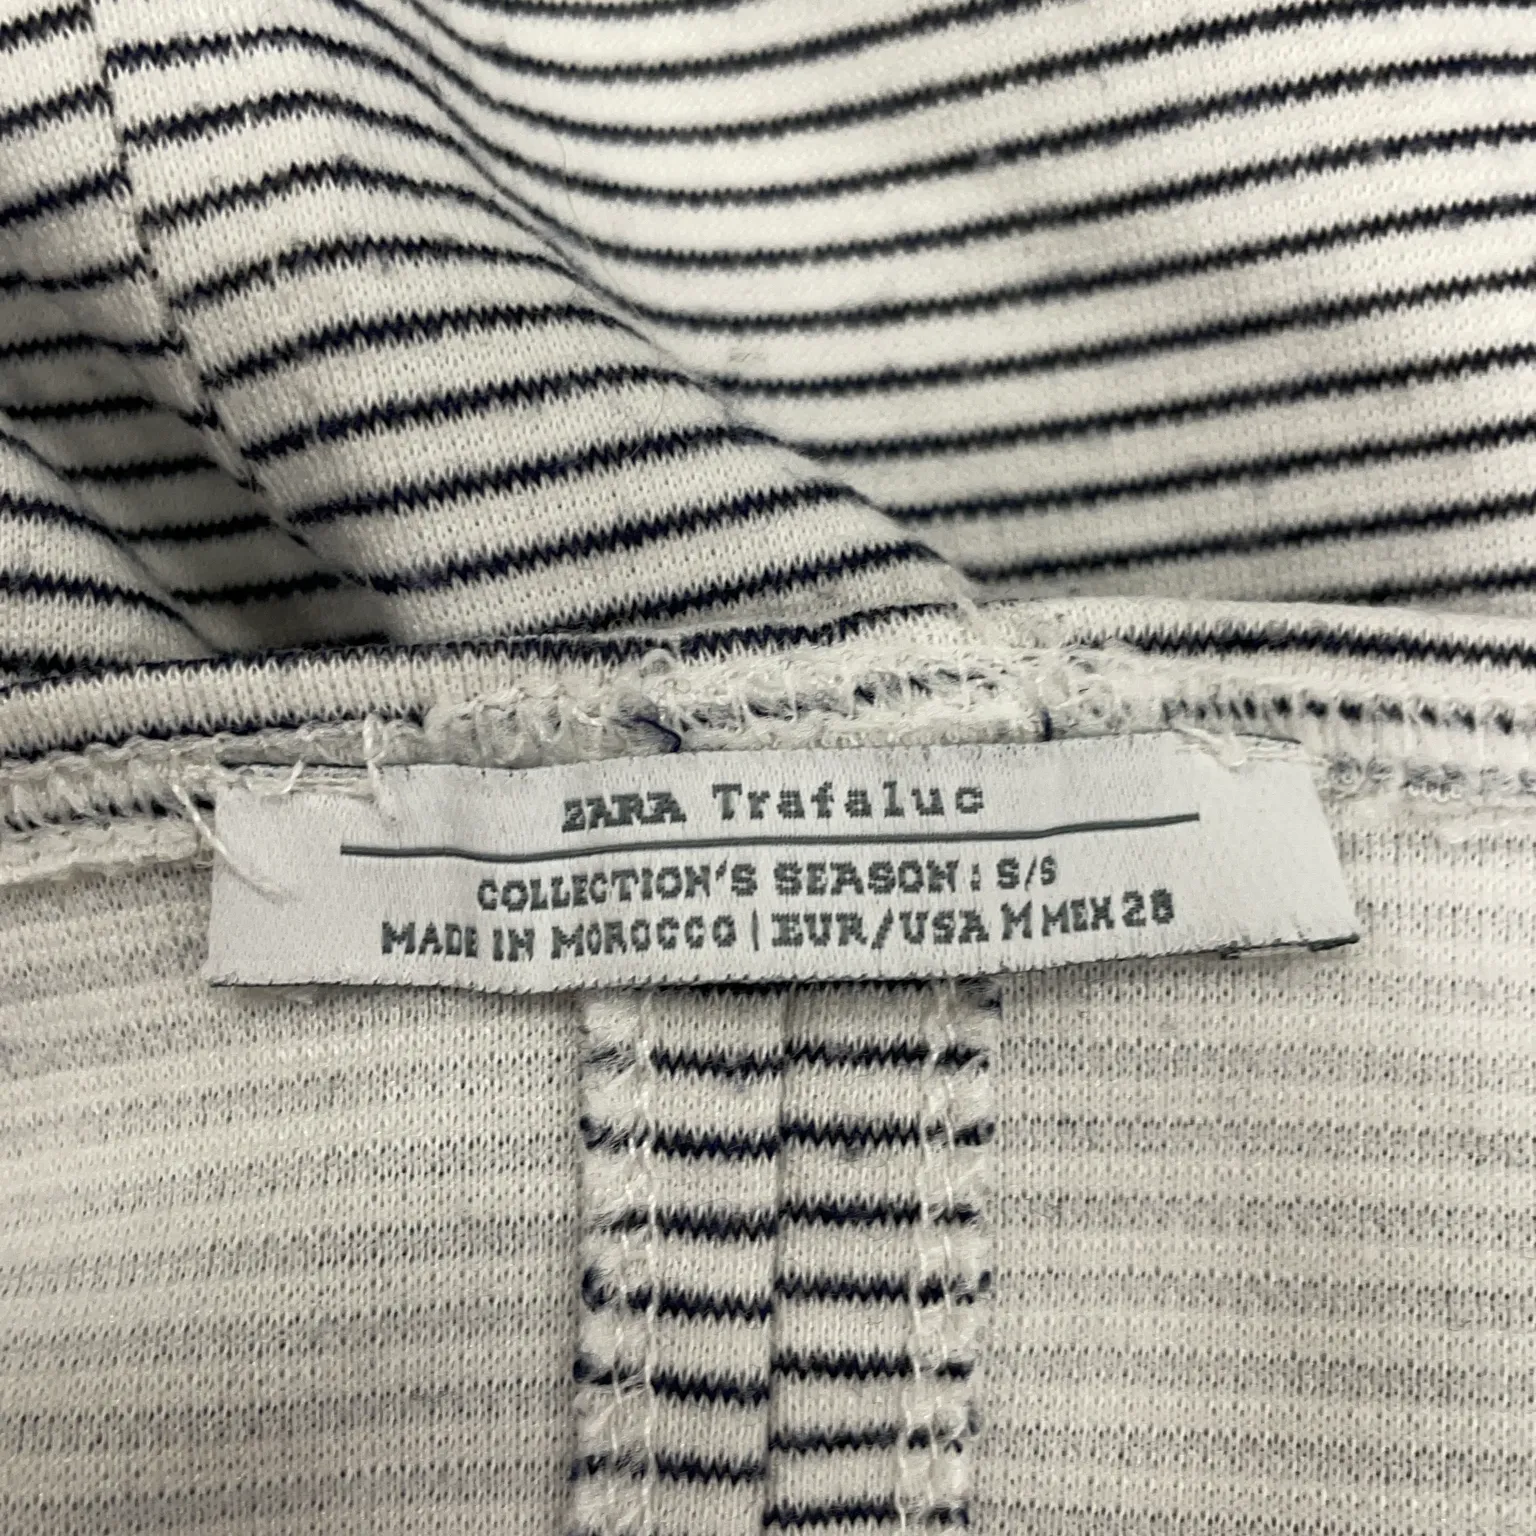 ZARA Trafaluc
COLLECTION'S SEASON: S/S
MADE IN MOROCCO | EUR/USA M MEX 28